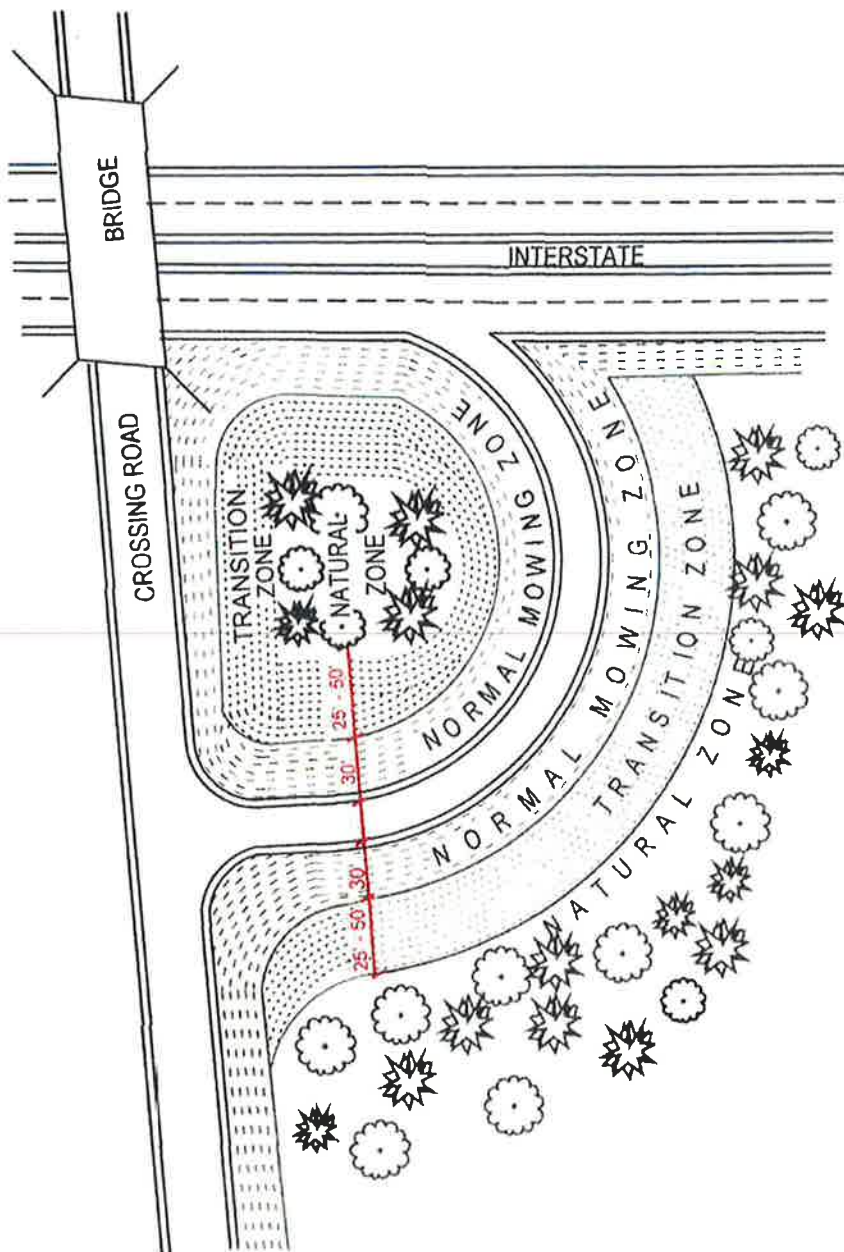 BRIDGE
INTERSTATE
CROSSING ROAD
TRANSITION
ZONE
NATURAL
ZONE
NORMAL MOWING ZONE
25' - 50'
30'
30'
25' - 50'
NORMAL MOWING ZONE
TRANSITION ZONE
NATURAL ZONE